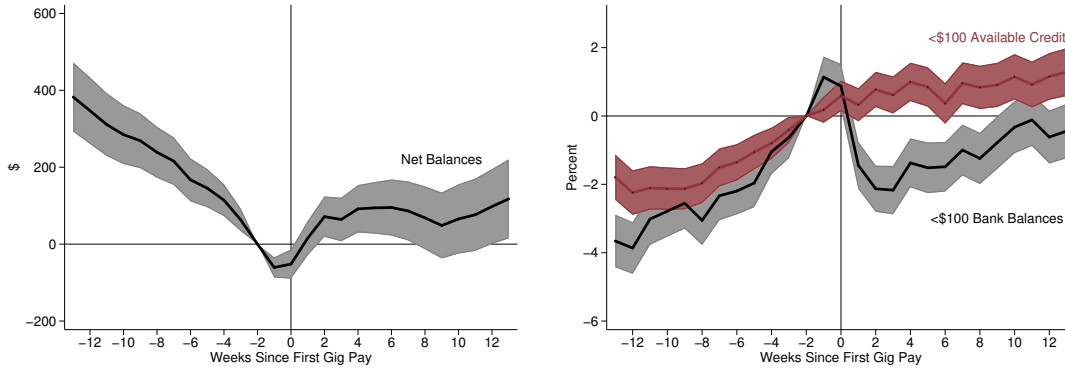 600
400
200
0
−200
$
Net Balances
−12 −10 −8 −6 −4 −2 0 2 4 6 8 10 12
Weeks Since First Gig Pay
2
0
−2
−4
−6
Percent
<$100 Available Credit
<$100 Bank Balances
−12 −10 −8 −6 −4 −2 0 2 4 6 8 10 12
Weeks Since First Gig Pay